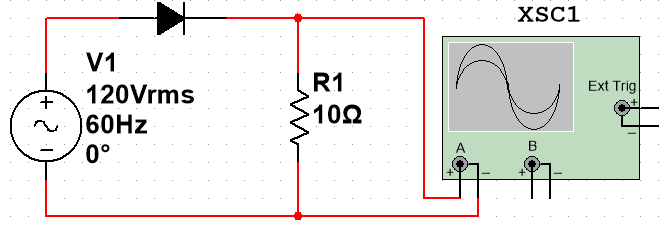 XSC1
V1
120Vrms
60Hz
0°
R1
10Ω
Ext Trig
+
−
A
B
+ − + −
+
∼
−